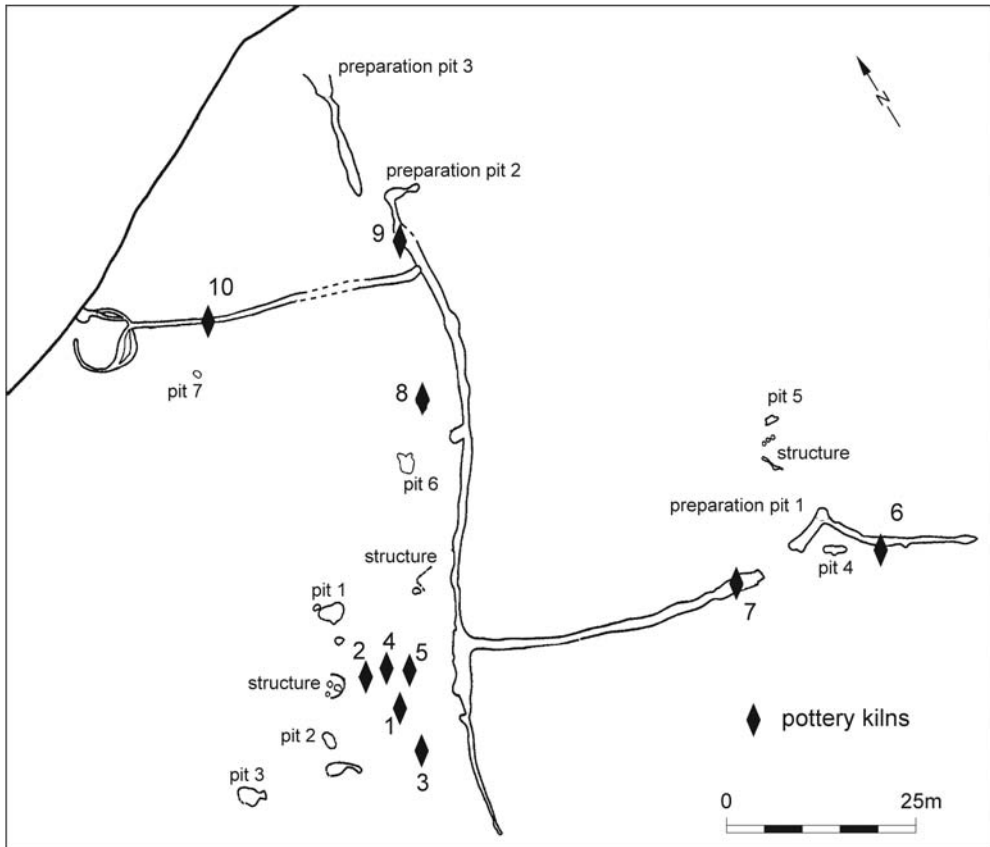 preparation pit 3
N
preparation pit 2
9
10
pit 7
8
pit 5
structure
pit 6
preparation pit 1
6
pit 4
structure
7
pit 1
2
4
5
structure
1
pottery kilns
pit 2
3
pit 3
0
25m